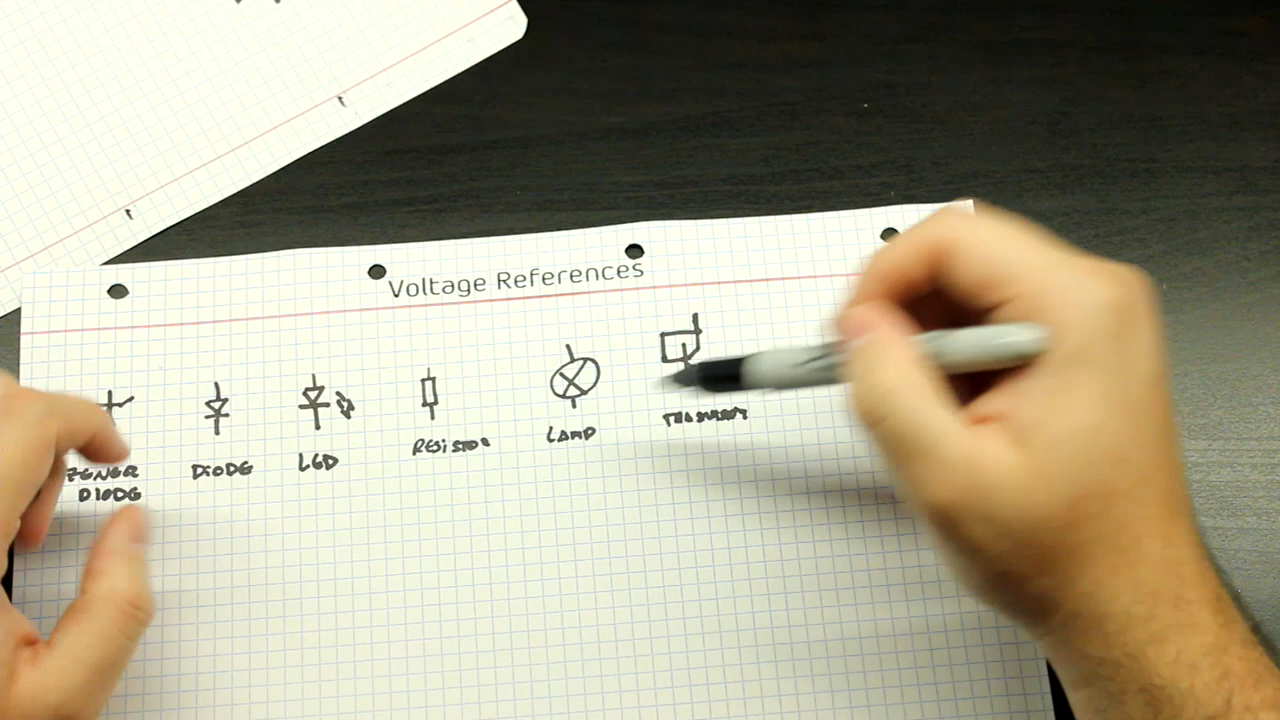 Voltage References
ZENER
DIODE
DIODE
LED
RESISTOR
LAMP